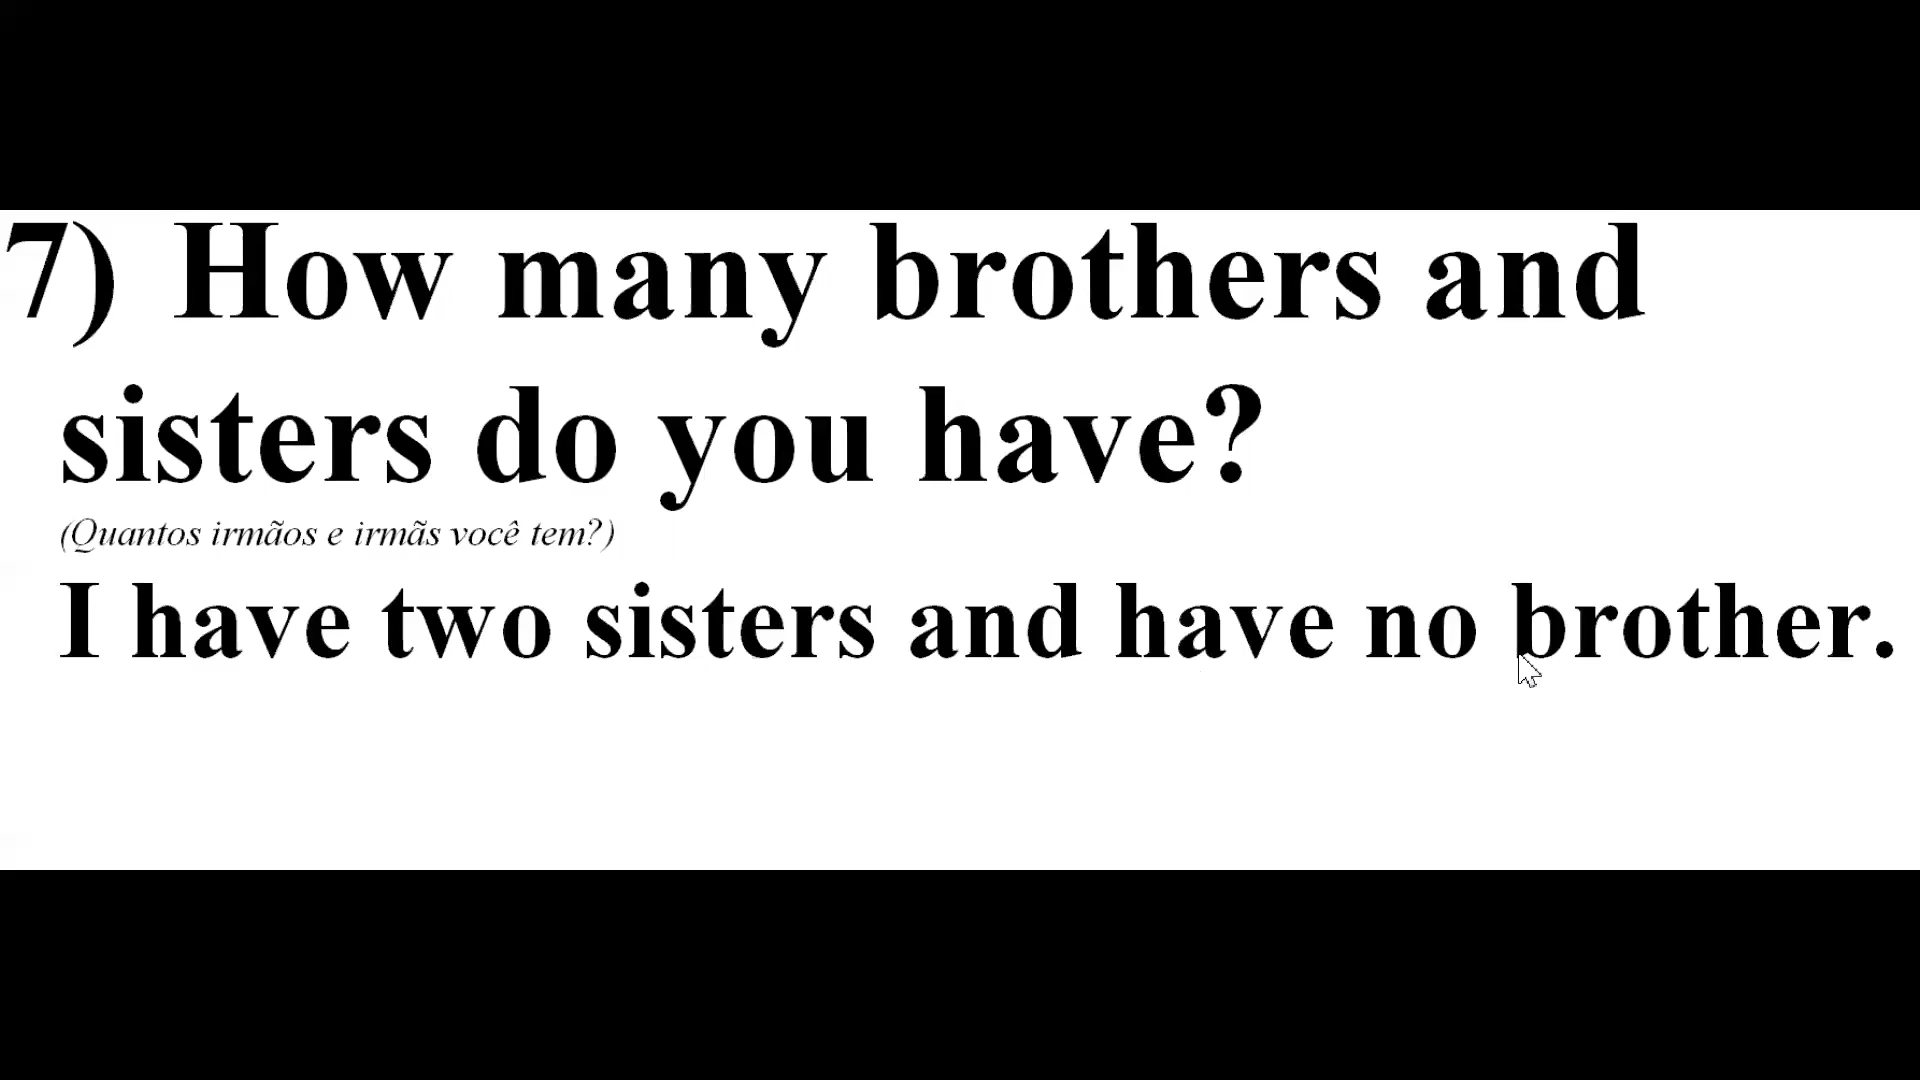 7) How many brothers and
sisters do you have?
(Quantos irmãos e irmãs você tem?)
I have two sisters and have no brother.